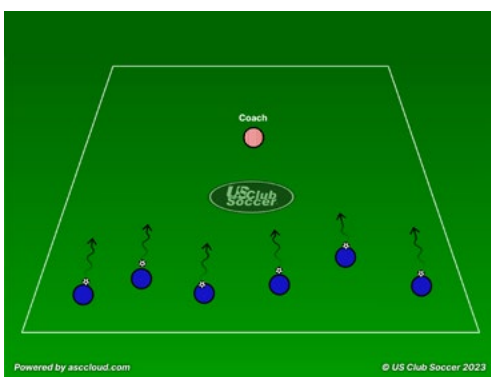 Coach
US Club
Soccer
Powered by asccloud.com
© US Club Soccer 2023